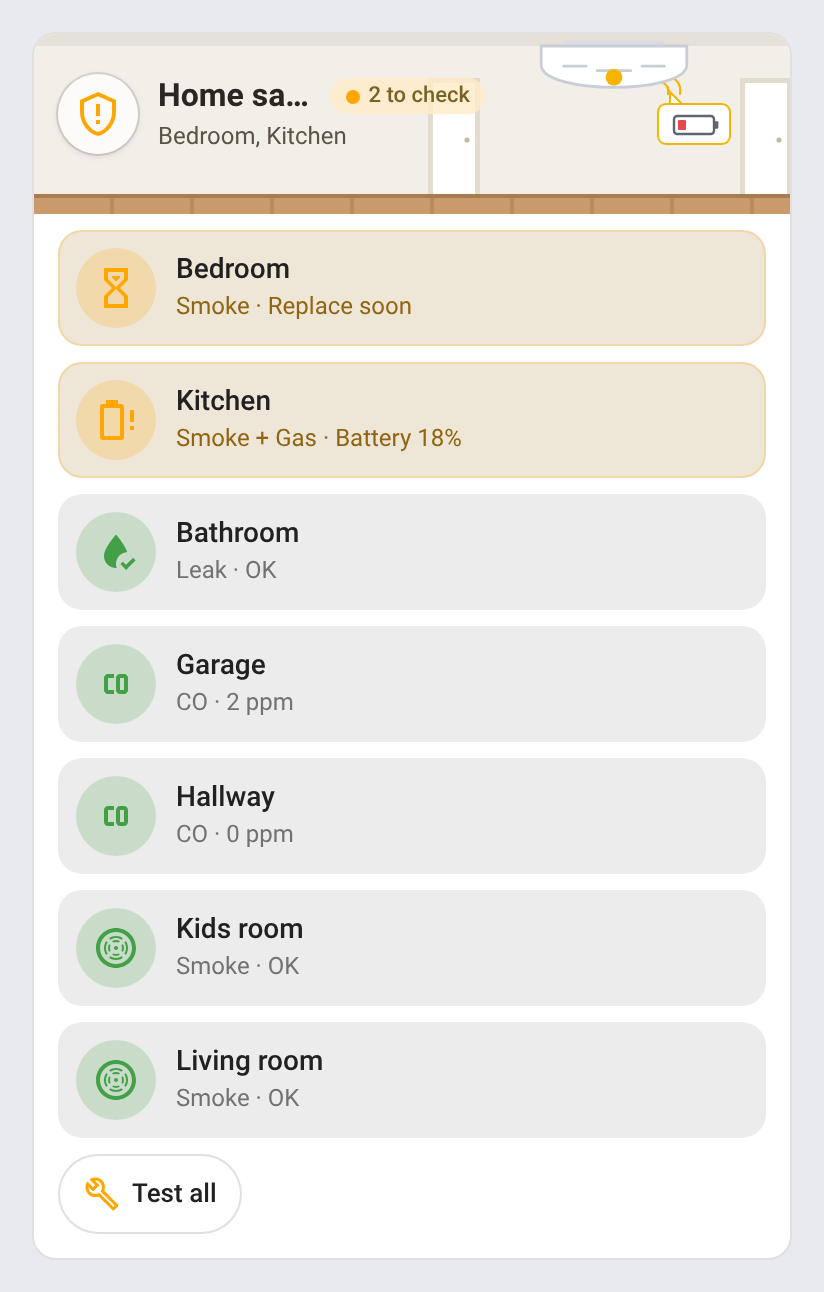 Home sa...
2 to check
Bedroom, Kitchen
Bedroom
Smoke · Replace soon
Kitchen
Smoke + Gas · Battery 18%
Bathroom
Leak · OK
Garage
CO
CO · 2 ppm
Hallway
CO
CO · 0 ppm
Kids room
Smoke · OK
Living room
Smoke · OK
Test all